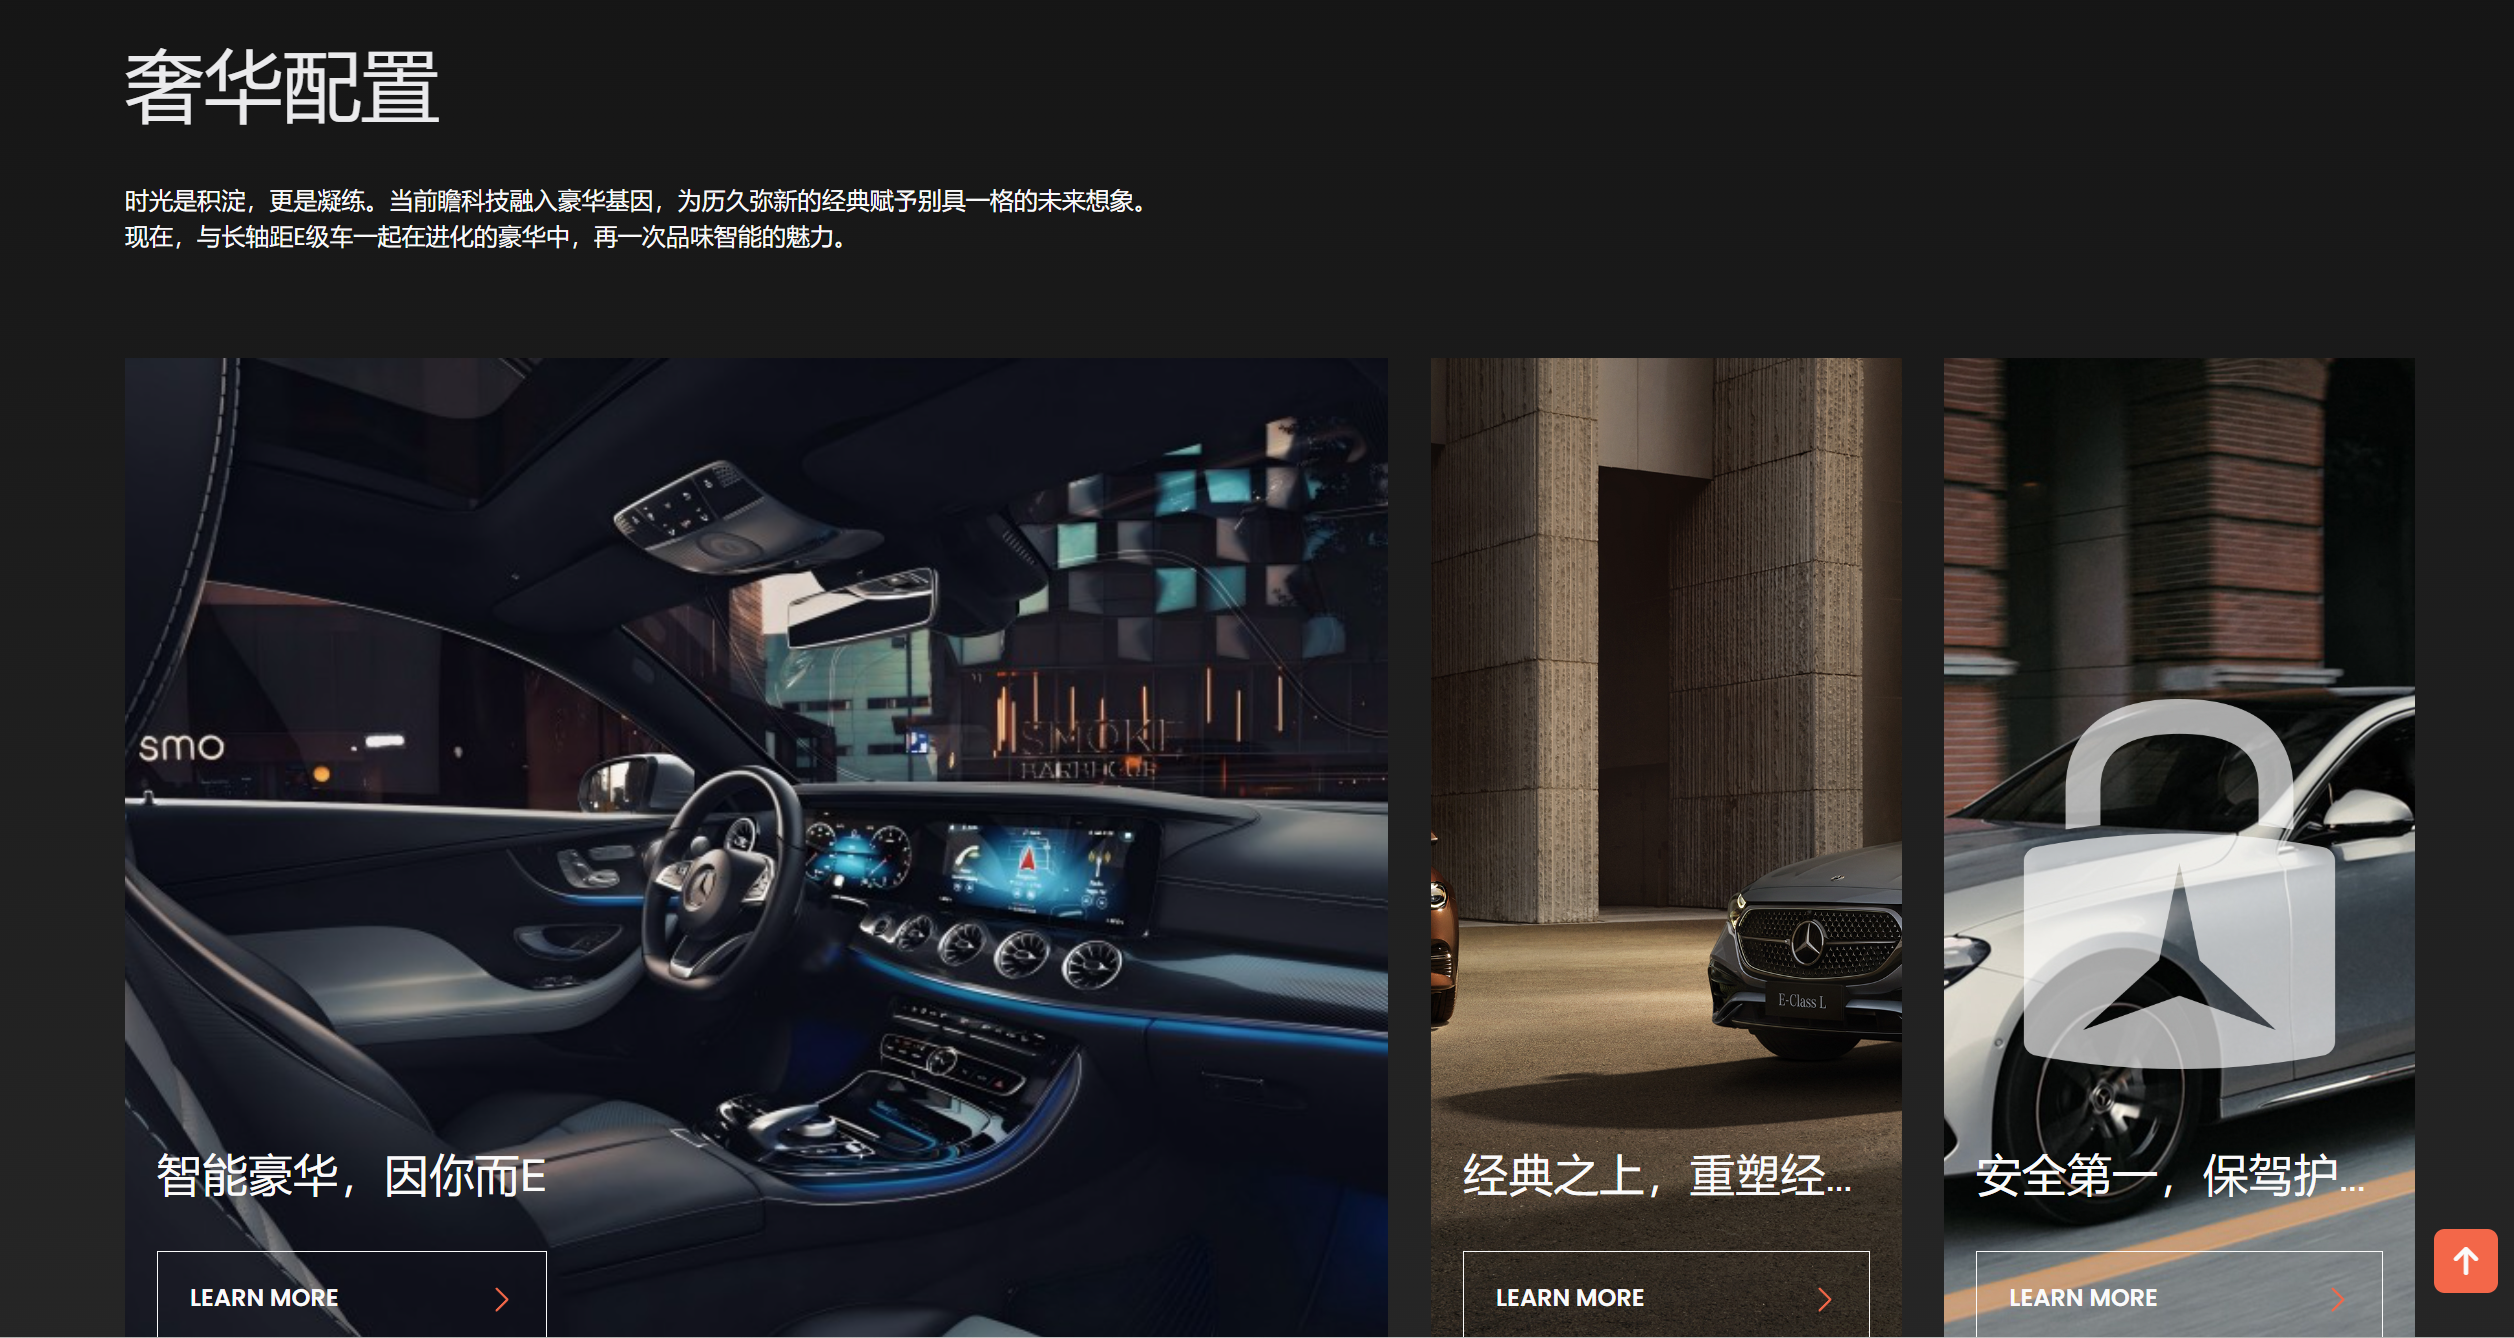 奢华配置
时光是积淀，更是凝练。当前瞻科技融入豪华基因，为历久弥新的经典赋予别具一格的未来想象。
现在，与长轴距E级车一起在进化的豪华中，再一次品味智能的魅力。
smo
SMOKE
BARBECUE
E-Class L
智能豪华，因你而E
经典之上，重塑经...
安全第一，保驾护...
LEARN MORE
LEARN MORE
LEARN MORE